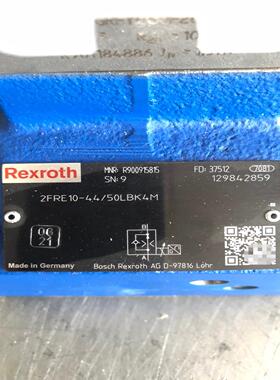 Rexroth
MNR: R900915815
FD: 37512
7081
SN: 9
129842859
2FRE10-44/50LBK4M
06
21
B
A
Made in Germany
Bosch Rexroth AG D-97816 Lohr